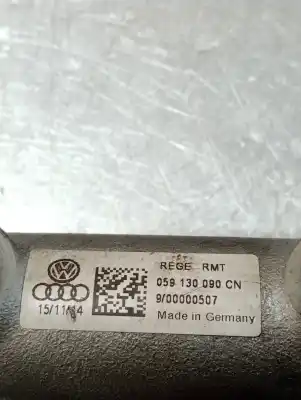 REGE RMT
059 130 090 CN
9/00000507
15/11/14
Made in Germany